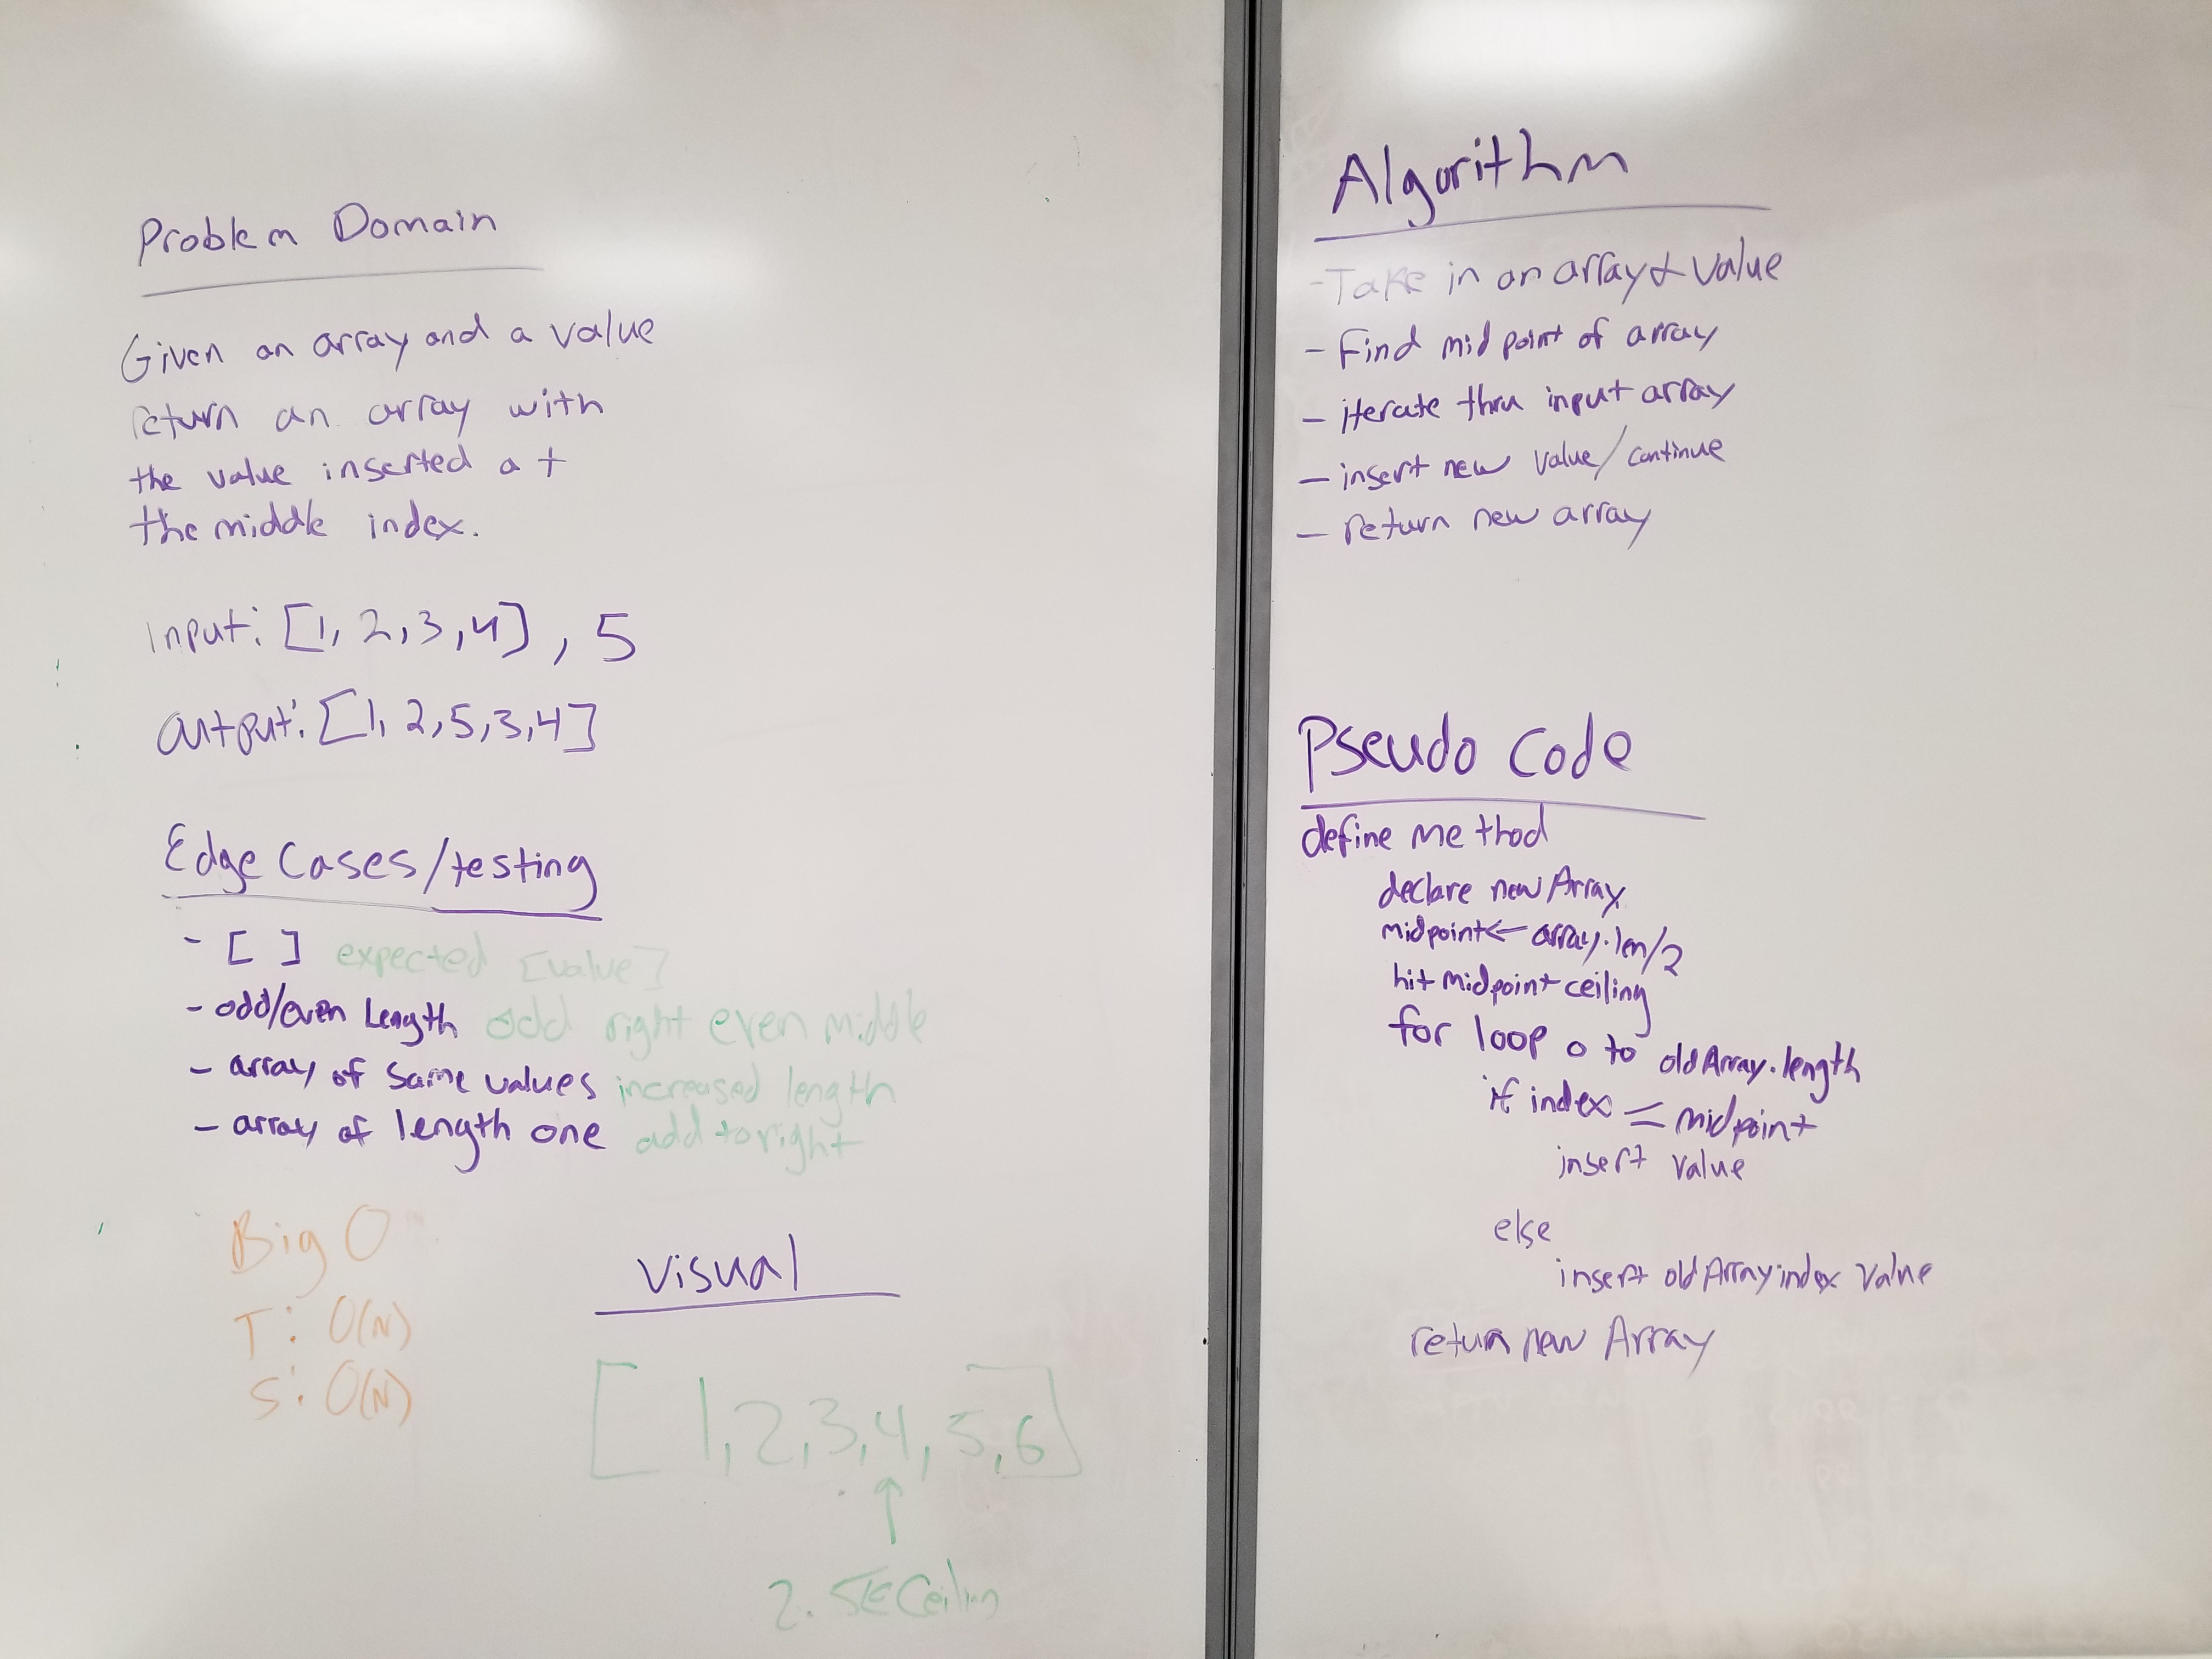 Problem Domain
Given an array and a value
return an array with
the value inserted at
the middle index.
input: [1, 2, 3, 4] , 5
output: [1, 2, 5, 3, 4]
Edge Cases/testing
- [ ] expected [value]
- odd/even Length odd right even middle
- array of same values increased length
- array of length one add to right
Big O
T: O(N)
S: O(N)
Visual
[ 1, 2, 3, 4, 5, 6 ]
↑
2.5 ← Ceilin
Algorithm
- Take in an array & value
- Find mid point of array
- iterate thru input array
- insert new value/continue
- return new array
Pseudo Code
define method
declare new Array
midpoint ← array.len/2
hit midpoint ceiling
for loop 0 to oldArray.length
if index = midpoint
insert value
else
insert oldArray index value
return new Array